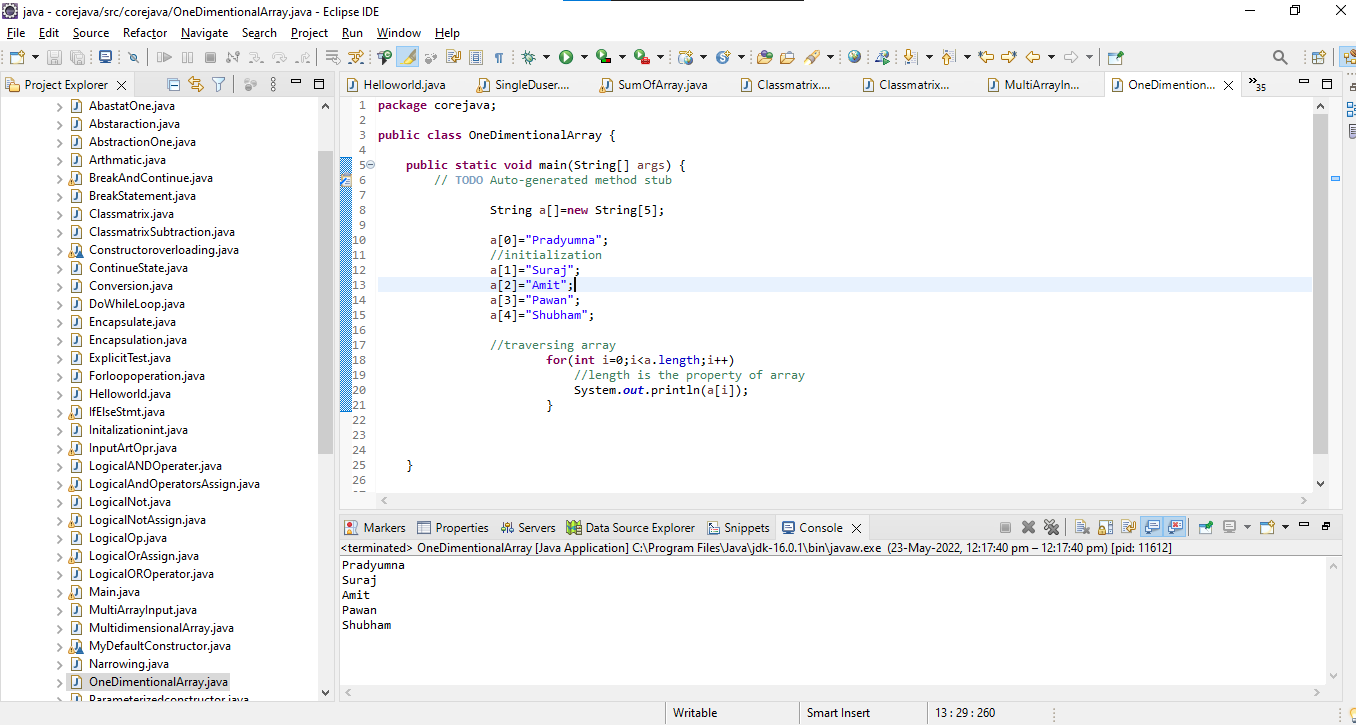 java - corejava/src/corejava/OneDimentionalArray.java - Eclipse IDE
File Edit Source Refactor Navigate Search Project Run Window Help
Project Explorer
AbastatOne.java
Abstaraction.java
AbstractionOne.java
Arthmatic.java
BreakAndContinue.java
BreakStatement.java
Classmatrix.java
ClassmatrixSubtraction.java
Constructoroverloading.java
ContinueState.java
Conversion.java
DoWhileLoop.java
Encapsulate.java
Encapsulation.java
ExplicitTest.java
Forloopoperation.java
Helloworld.java
IfElseStmt.java
Initalizationint.java
InputArtOpr.java
LogicalANDOperater.java
LogicalAndOperatorsAssign.java
LogicalNot.java
LogicalNotAssign.java
LogicalOp.java
LogicalOrAssign.java
LogicalOROperator.java
Main.java
MultiArrayInput.java
MultidimensionalArray.java
MyDefaultConstructor.java
Narrowing.java
OneDimentionalArray.java
Parameterizedconstructor.java
Helloworld.java SingleDuser.... SumOfArray.java Classmatrix.... Classmatrix... MultiArrayIn... OneDimention... 35
1 package corejava;
2
3 public class OneDimentionalArray {
4
5 public static void main(String[] args) {
6 // TODO Auto-generated method stub
7
8 String a[]=new String[5];
9
10 a[0]="Pradyumna";
11 //initialization
12 a[1]="Suraj";
13 a[2]="Amit";
14 a[3]="Pawan";
15 a[4]="Shubham";
16
17 //traversing array
18 for(int i=0;i<a.length;i++)
19 //length is the property of array
20 System.out.println(a[i]);
21 }
22
23
24
25 }
26
Markers Properties Servers Data Source Explorer Snippets Console
<terminated> OneDimentionalArray [Java Application] C:\Program Files\Java\jdk-16.0.1\bin\javaw.exe (23-May-2022, 12:17:40 pm – 12:17:40 pm) [pid: 11612]
Pradyumna
Suraj
Amit
Pawan
Shubham
Writable Smart Insert 13 : 29 : 260